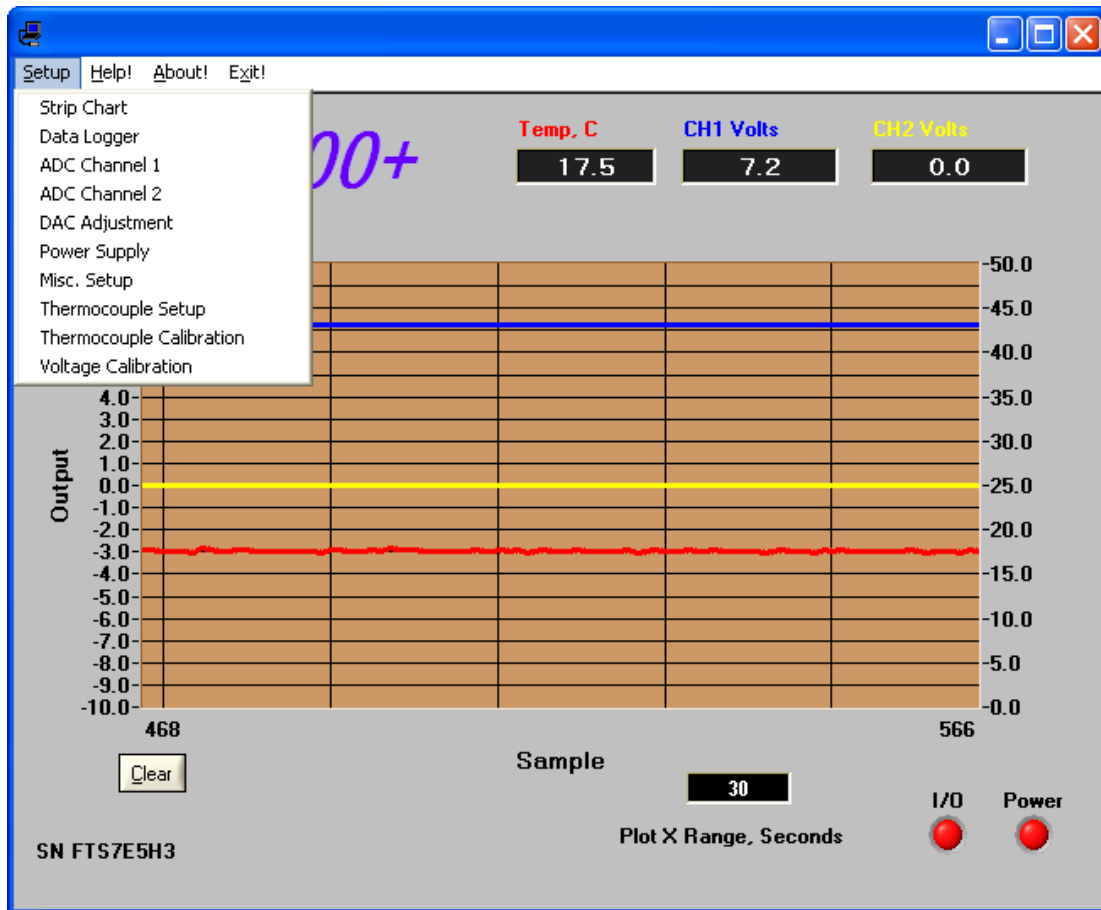 Setup Help! About! Exit!
Strip Chart
Data Logger
ADC Channel 1
ADC Channel 2
DAC Adjustment
Power Supply
Misc. Setup
Thermocouple Setup
Thermocouple Calibration
Voltage Calibration
00+
Temp, C
CH1 Volts
CH2 Volts
17.5
7.2
0.0
Output
4.0
3.0
2.0
1.0
0.0
-1.0
-2.0
-3.0
-4.0
-5.0
-6.0
-7.0
-8.0
-9.0
-10.0
50.0
45.0
40.0
35.0
30.0
25.0
20.0
15.0
10.0
5.0
0.0
468
566
Sample
Clear
30
Plot X Range, Seconds
I/O
Power
SN FTS7E5H3